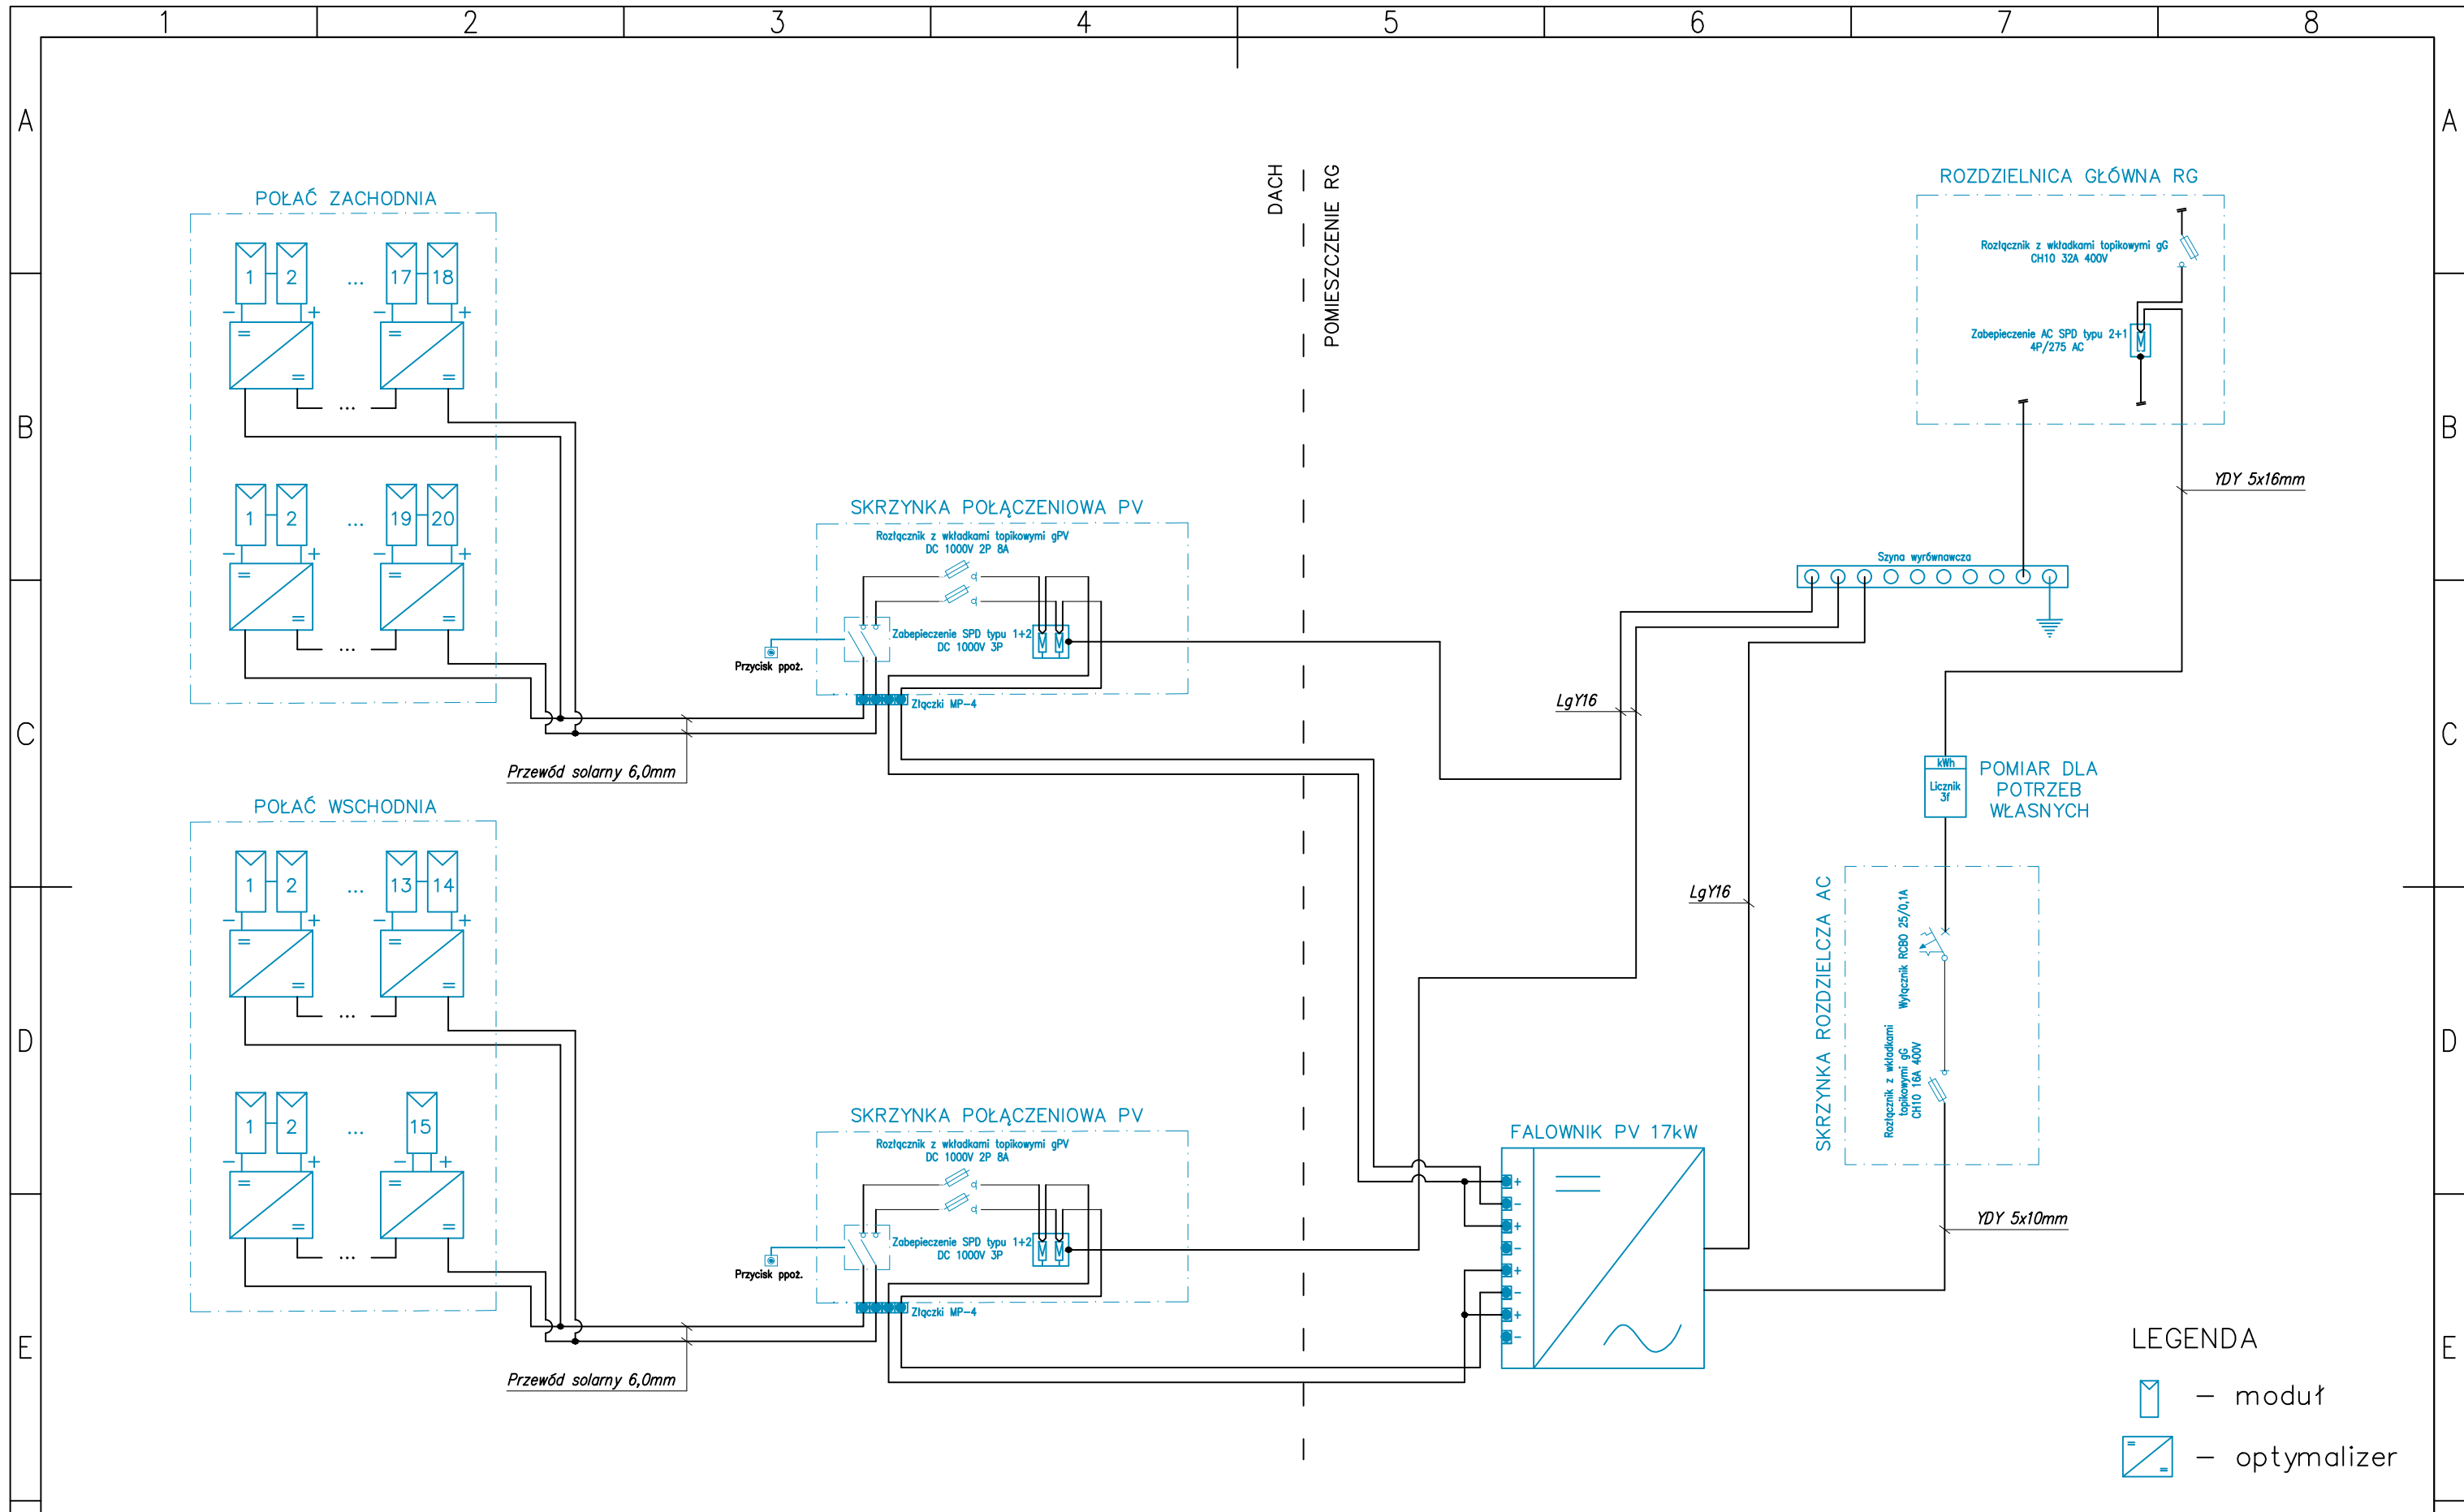 1 2 3 4 5 6 7 8
A A
B B
C C
D D
E E
POŁAĆ ZACHODNIA
1 2 ... 17 18
− + − +
...
1 2 ... 19 20
− + − +
...
Przewód solarny 6,0mm
POŁAĆ WSCHODNIA
1 2 ... 13 14
− + − +
...
1 2 ... 15
− + − +
...
Przewód solarny 6,0mm
SKRZYNKA POŁĄCZENIOWA PV
Rozłącznik z wkładkami topikowymi gPV
DC 1000V 2P 8A
Zabepieczenie SPD typu 1+2
DC 1000V 3P
Przycisk ppoż.
Złączki MP-4
SKRZYNKA POŁĄCZENIOWA PV
Rozłącznik z wkładkami topikowymi gPV
DC 1000V 2P 8A
Zabepieczenie SPD typu 1+2
DC 1000V 3P
Przycisk ppoż.
Złączki MP-4
DACH
POMIESZCZENIE RG
ROZDZIELNICA GŁÓWNA RG
Rozłącznik z wkładkami topikowymi gG
CH10 32A 400V
Zabepieczenie AC SPD typu 2+1
4P/275 AC
YDY 5x16mm
Szyna wyrównawcza
LgY16
LgY16
kWh
Licznik
3f
POMIAR DLA
POTRZEB
WŁASNYCH
SKRZYNKA ROZDZIELCZA AC
Wyłącznik RCBO 25/0,1A
Rozłącznik z wkładkami
topikowymi gG
CH10 16A 400V
YDY 5x10mm
FALOWNIK PV 17kW
+
−
+
−
+
−
+
−
LEGENDA
− moduł
− optymalizer